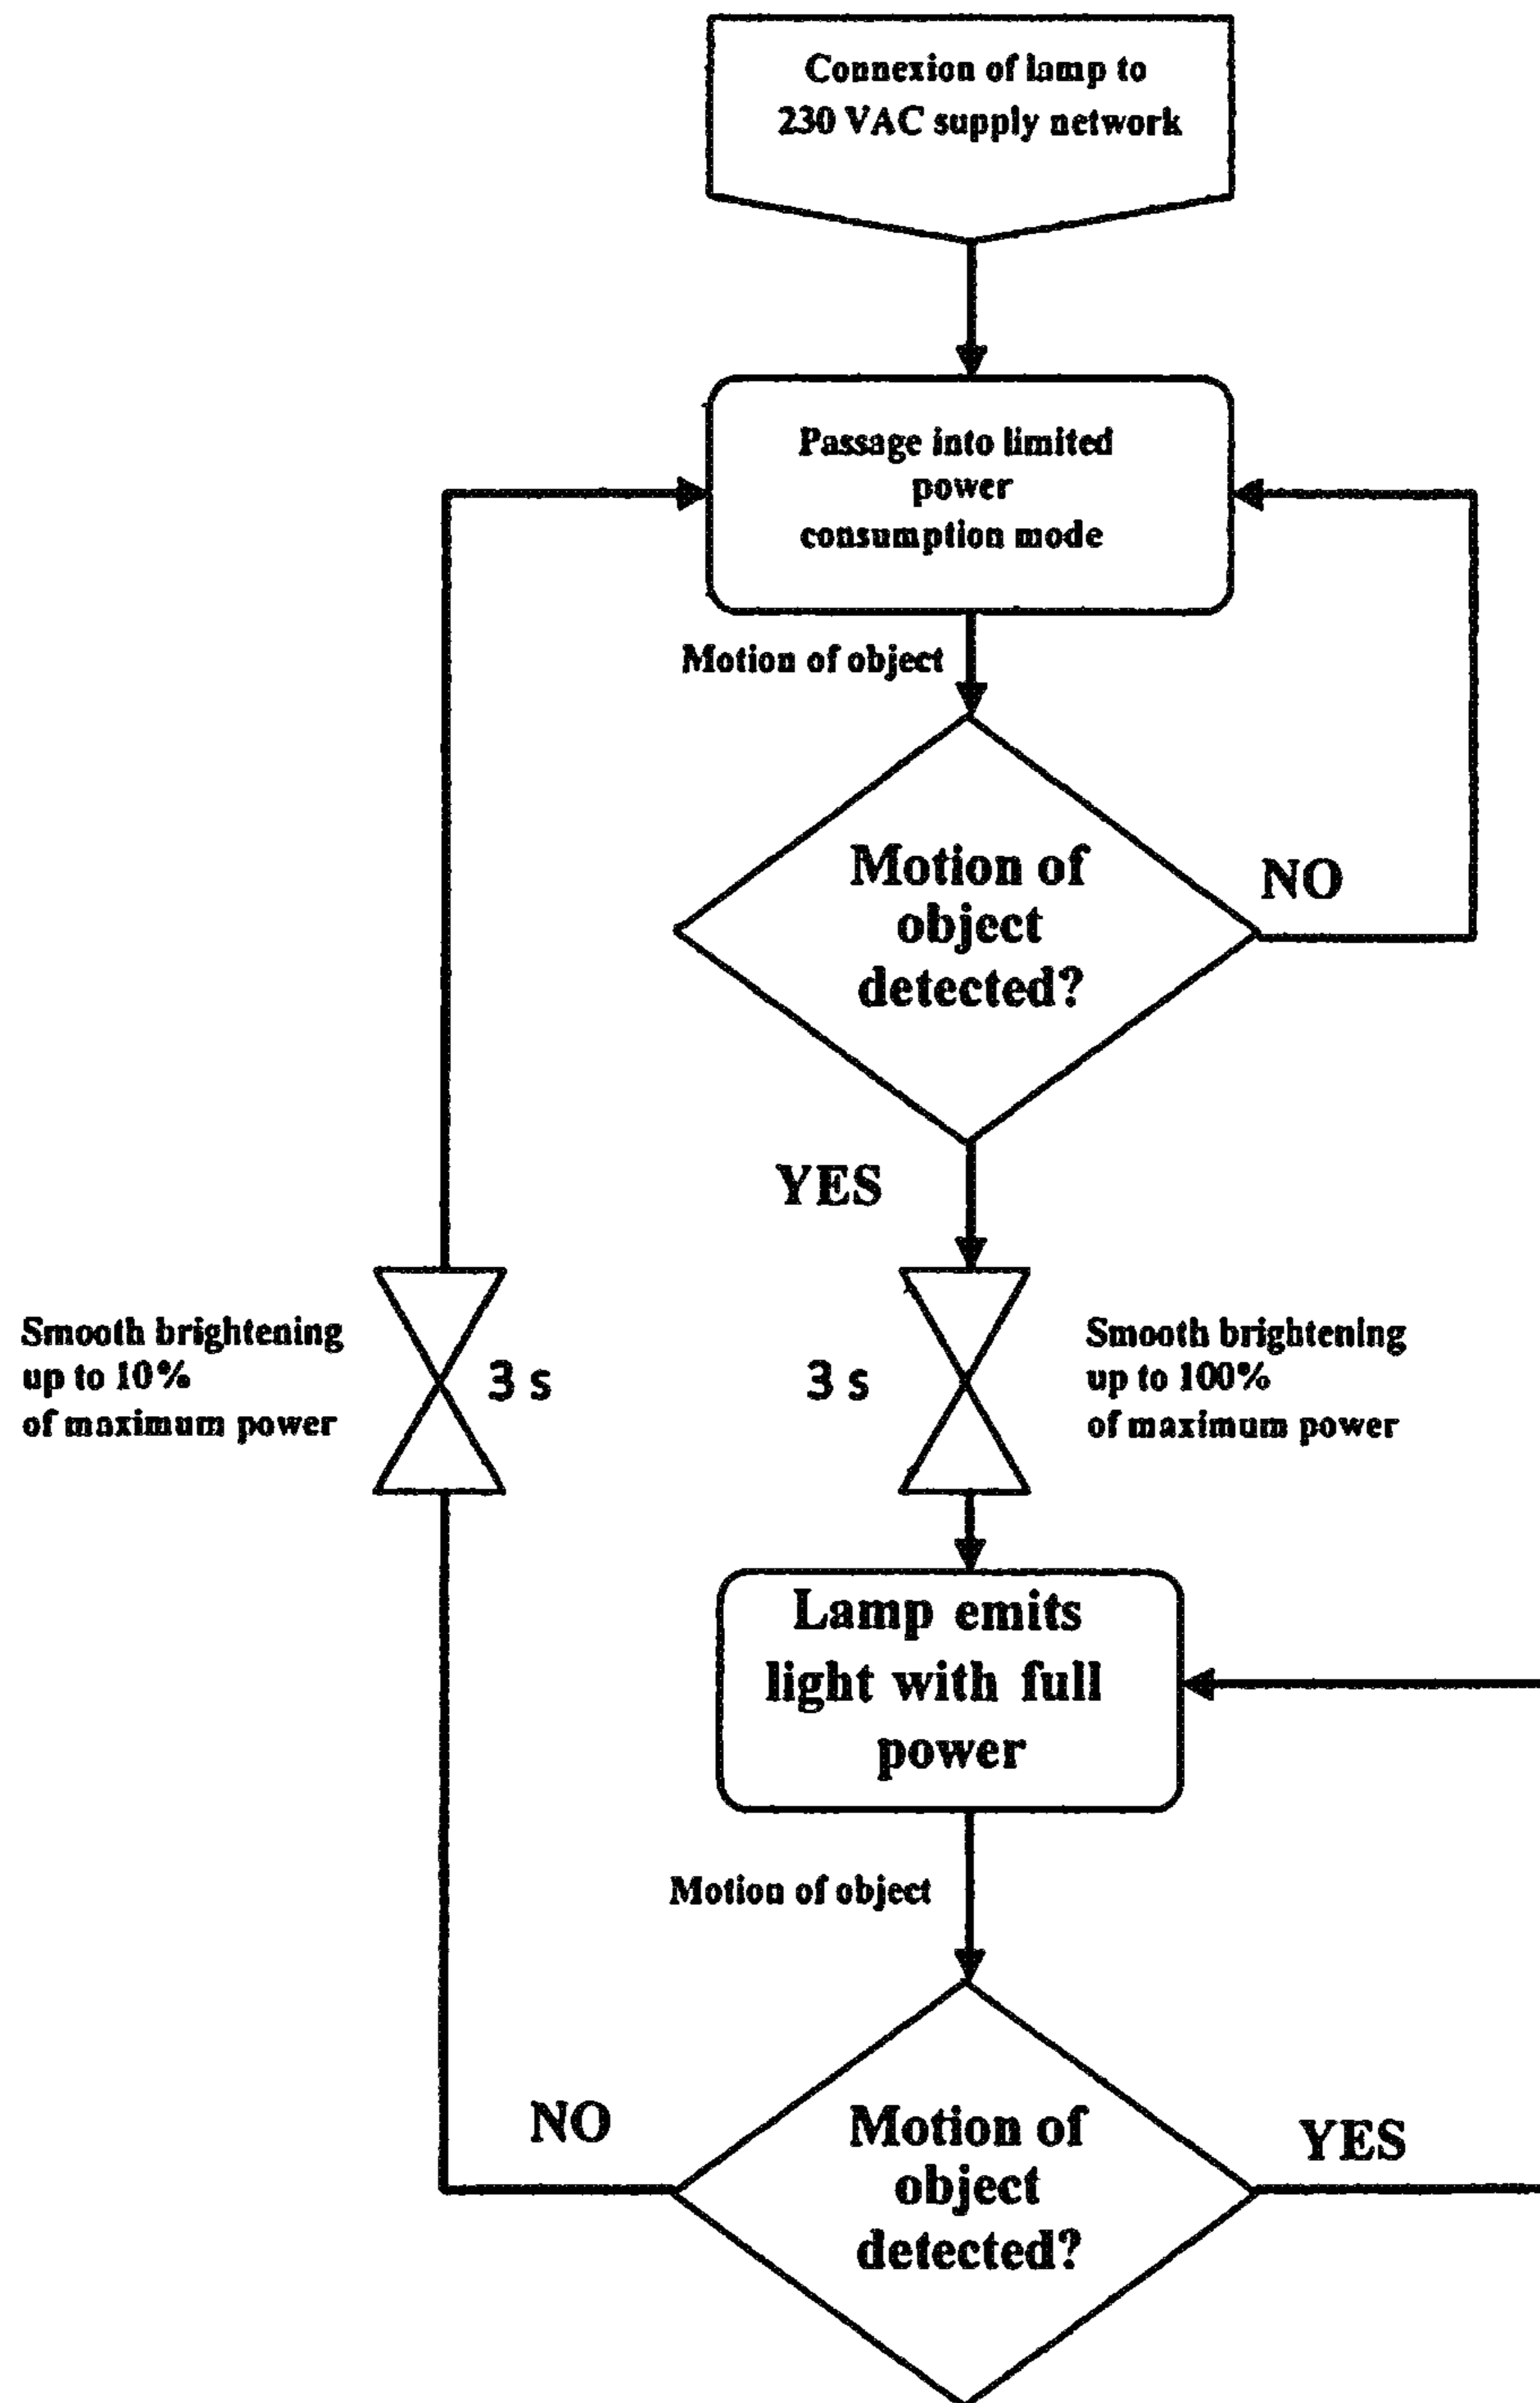 Connexion of lamp to
230 VAC supply network
Passage into limited
power
consumption mode
Motion of object
Motion of
object
detected?
NO
YES
Smooth brightening
up to 10%
of maximum power
3 s
3 s
Smooth brightening
up to 100%
of maximum power
Lamp emits
light with full
power
Motion of object
NO
Motion of
object
detected?
YES